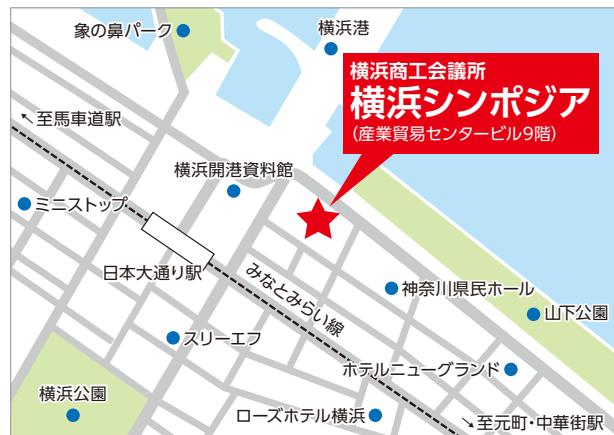 象の鼻パーク
横浜港
横浜商工会議所
横浜シンポジア
(産業貿易センタービル9階)
↖至馬車道駅
横浜開港資料館
ミニストップ
日本大通り駅
みなとみらい線
神奈川県民ホール
山下公園
スリーエフ
ホテルニューグランド
横浜公園
ローズホテル横浜
↘至元町・中華街駅